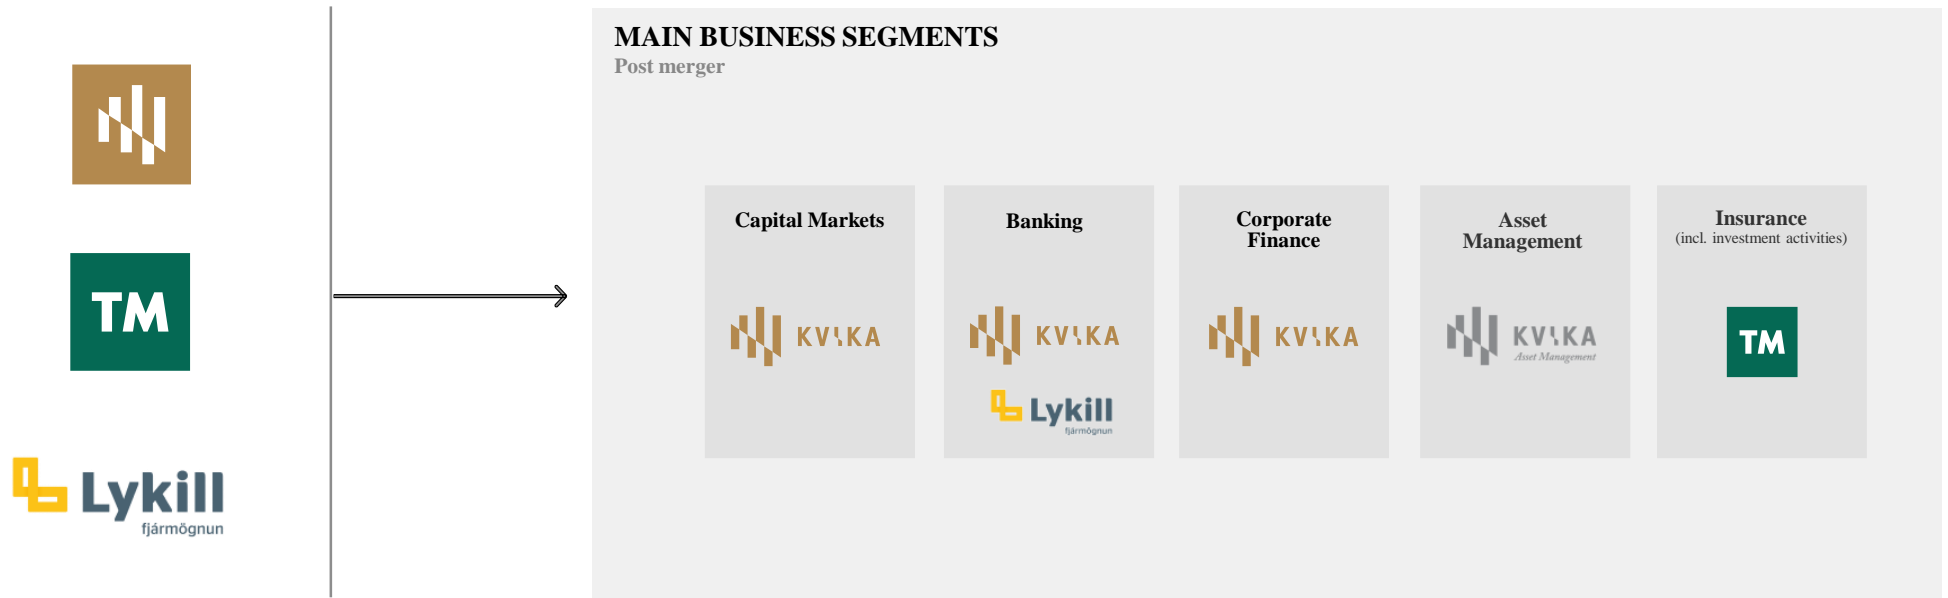 TM
Lykill
fjármögnun
MAIN BUSINESS SEGMENTS
Post merger
Capital Markets
KVIKA
Banking
KVIKA
Lykill
fjármögnun
Corporate
Finance
KVIKA
Asset
Management
KVIKA
Asset Management
Insurance
(incl. investment activities)
TM